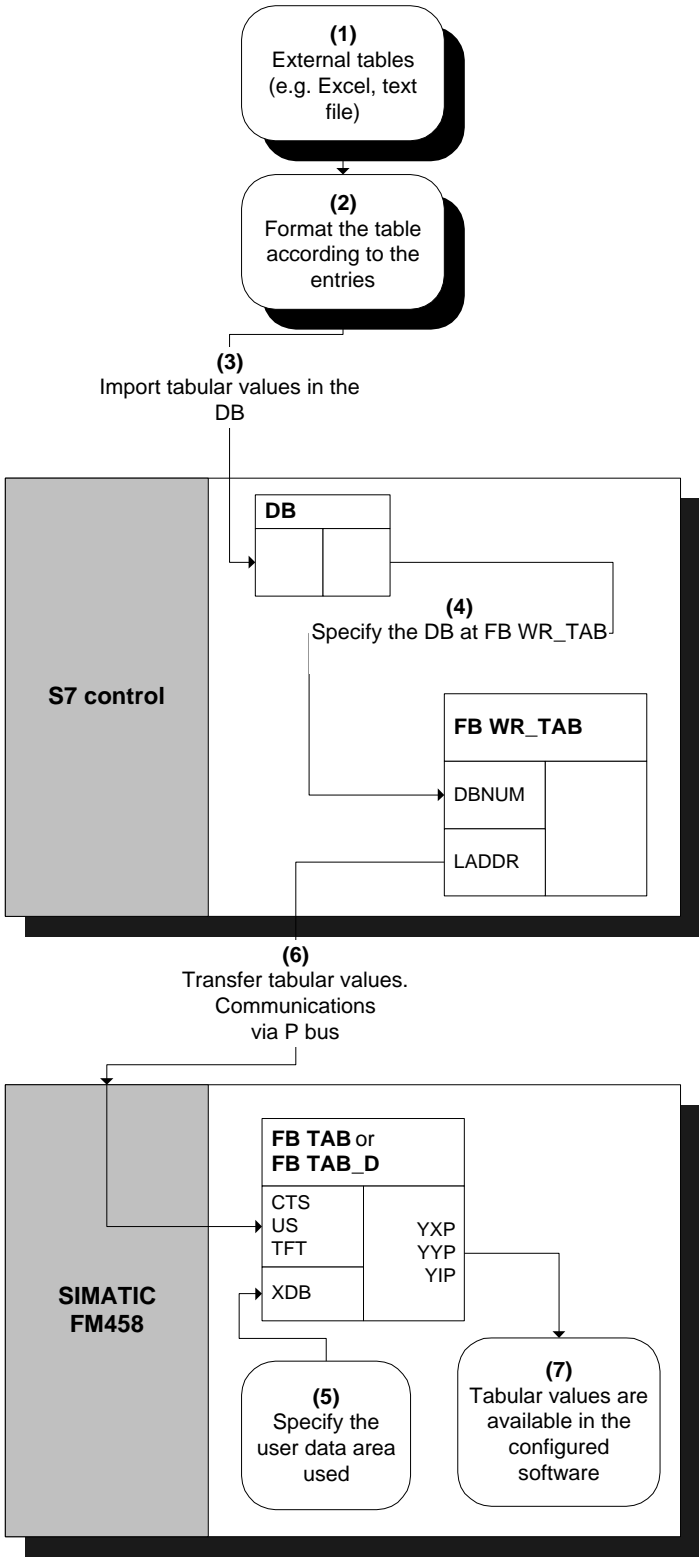 (1)
External tables
(e.g. Excel, text
file)
(2)
Format the table
according to the
entries
(3)
Import tabular values in the
DB
S7 control
DB
(4)
Specify the DB at FB WR_TAB
FB WR_TAB
DBNUM
LADDR
(6)
Transfer tabular values.
Communications
via P bus
SIMATIC
FM458
FB TAB or
FB TAB_D
CTS
US
TFT
XDB
YXP
YYP
YIP
(5)
Specify the
user data area
used
(7)
Tabular values are
available in the
configured
software